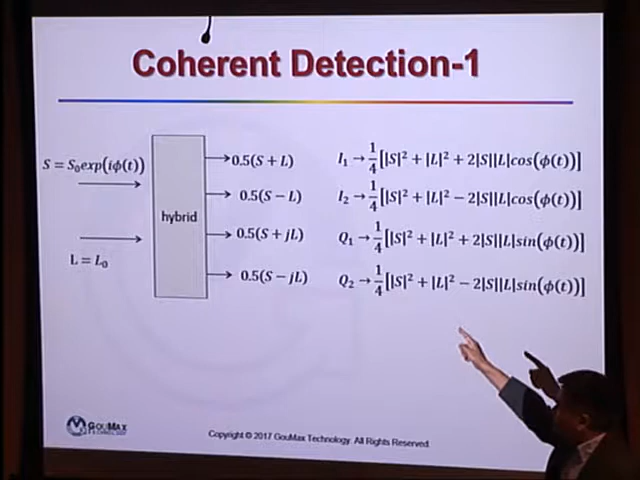 Coherent Detection-1
S = S₀exp(iϕ(t))
L = L₀
hybrid
0.5(S + L)
0.5(S − L)
0.5(S + jL)
0.5(S − jL)
I₁ → 1/4 [|S|² + |L|² + 2|S||L|cos(ϕ(t))]
I₂ → 1/4 [|S|² + |L|² − 2|S||L|cos(ϕ(t))]
Q₁ → 1/4 [|S|² + |L|² + 2|S||L|sin(ϕ(t))]
Q₂ → 1/4 [|S|² + |L|² − 2|S||L|sin(ϕ(t))]
GOUMAX
TECHNOLOGY
Copyright © 2017 GouMax Technology. All Rights Reserved